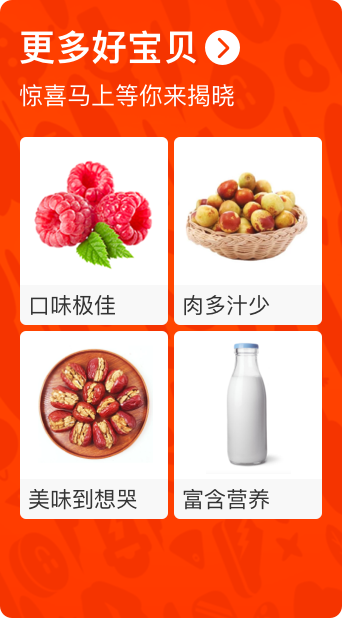 更多好宝贝
惊喜马上等你来揭晓
口味极佳
肉多汁少
美味到想哭
富含营养